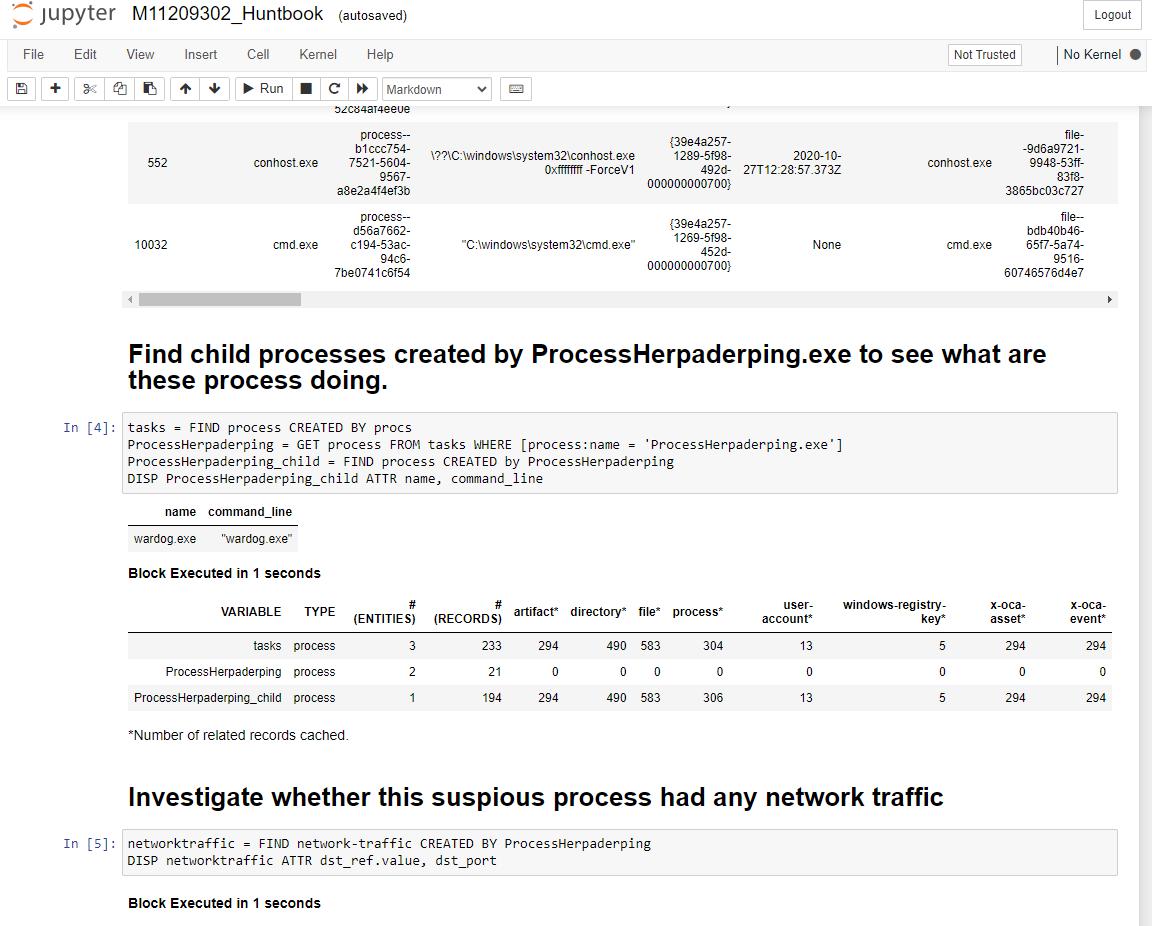 jupyter M11209302_Huntbook (autosaved) Logout
File Edit View Insert Cell Kernel Help Not Trusted No Kernel
Run Markdown
52c84af4ee0e
552 conhost.exe process--b1ccc754-7521-5604-9567-a8e2a4f4ef3b \??\C:\windows\system32\conhost.exe 0xffffffff -ForceV1 {39e4a257-1289-5f98-492d-000000000700} 2020-10-27T12:28:57.373Z conhost.exe file--9d6a9721-9948-53ff-83f8-3865bc03c727
10032 cmd.exe process--d56a7662-c194-53ac-94c6-7be0741c6f54 "C:\windows\system32\cmd.exe" {39e4a257-1269-5f98-452d-000000000700} None cmd.exe file--bdb40b46-65f7-5a74-9516-60746576d4e7
Find child processes created by ProcessHerpaderping.exe to see what are
these process doing.
In [4]: tasks = FIND process CREATED BY procs
ProcessHerpaderping = GET process FROM tasks WHERE [process:name = 'ProcessHerpaderping.exe']
ProcessHerpaderping_child = FIND process CREATED by ProcessHerpaderping
DISP ProcessHerpaderping_child ATTR name, command_line
name command_line
wardog.exe "wardog.exe"
Block Executed in 1 seconds
VARIABLE TYPE # (ENTITIES) # (RECORDS) artifact* directory* file* process* user-account* windows-registry-key* x-oca-asset* x-oca-event*
tasks process 3 233 294 490 583 304 13 5 294 294
ProcessHerpaderping process 2 21 0 0 0 0 0 0 0 0
ProcessHerpaderping_child process 1 194 294 490 583 306 13 5 294 294
*Number of related records cached.
Investigate whether this suspious process had any network traffic
In [5]: networktraffic = FIND network-traffic CREATED BY ProcessHerpaderping
DISP networktraffic ATTR dst_ref.value, dst_port
Block Executed in 1 seconds